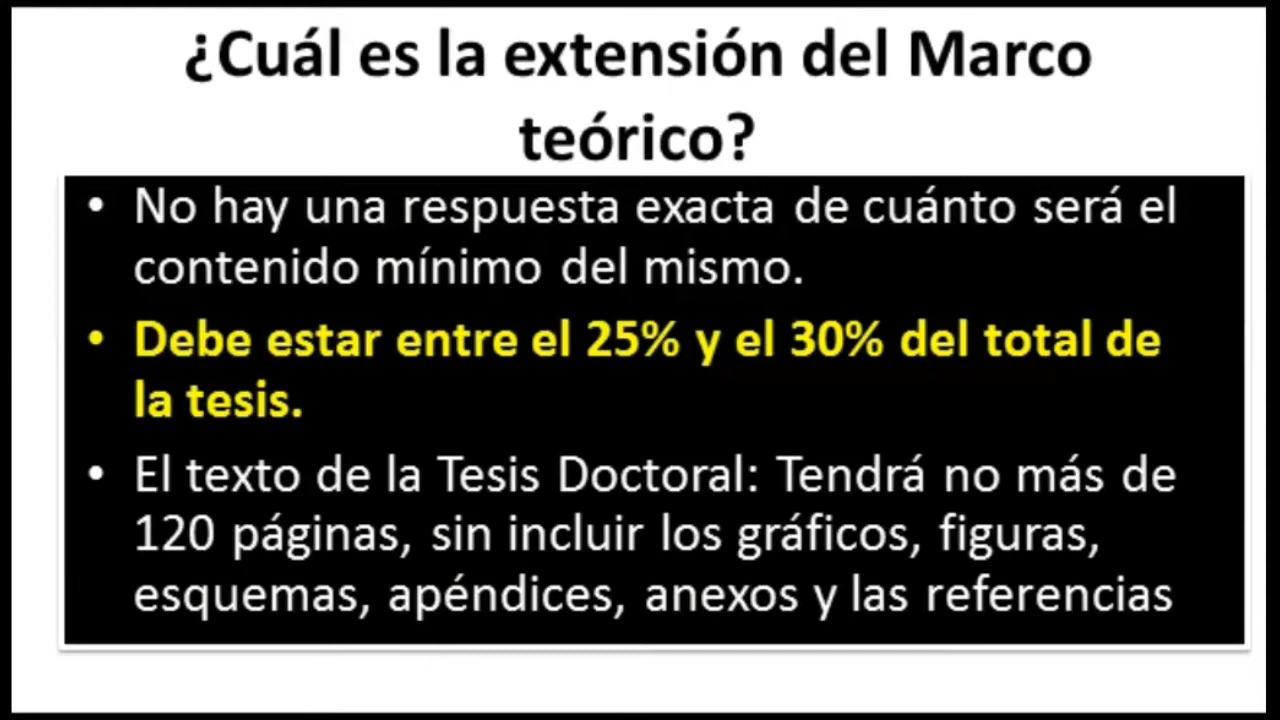 ¿Cuál es la extensión del Marco
teórico?
• No hay una respuesta exacta de cuánto será el
contenido mínimo del mismo.
• Debe estar entre el 25% y el 30% del total de
la tesis.
• El texto de la Tesis Doctoral: Tendrá no más de
120 páginas, sin incluir los gráficos, figuras,
esquemas, apéndices, anexos y las referencias